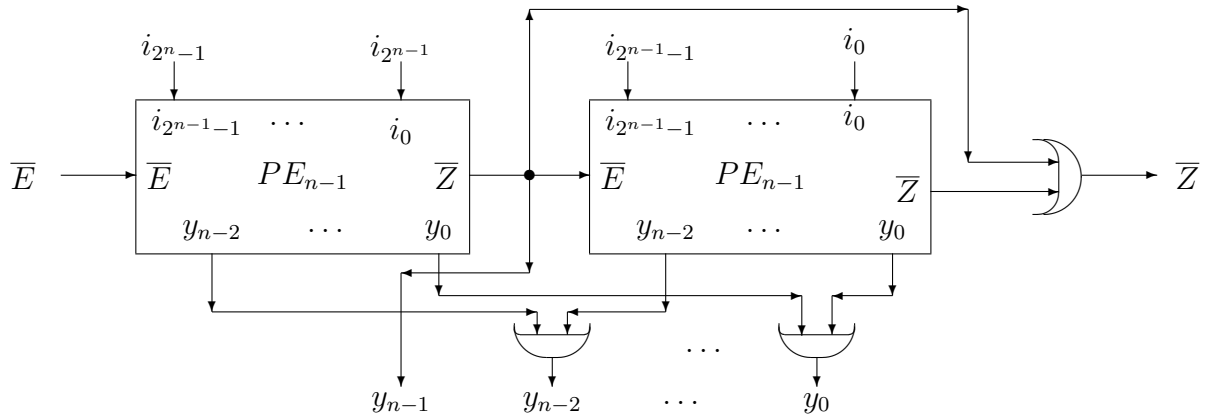 i_{2^n-1} i_{2^{n-1}} i_{2^{n-1}-1} i_0
i_{2^{n-1}-1} ... i_0 i_{2^{n-1}-1} ... i_0
\overline{E} \overline{E} PE_{n-1} \overline{Z} \overline{E} PE_{n-1} \overline{Z} \overline{Z}
y_{n-2} ... y_0 y_{n-2} ... y_0
...
y_{n-1} y_{n-2} ... y_0